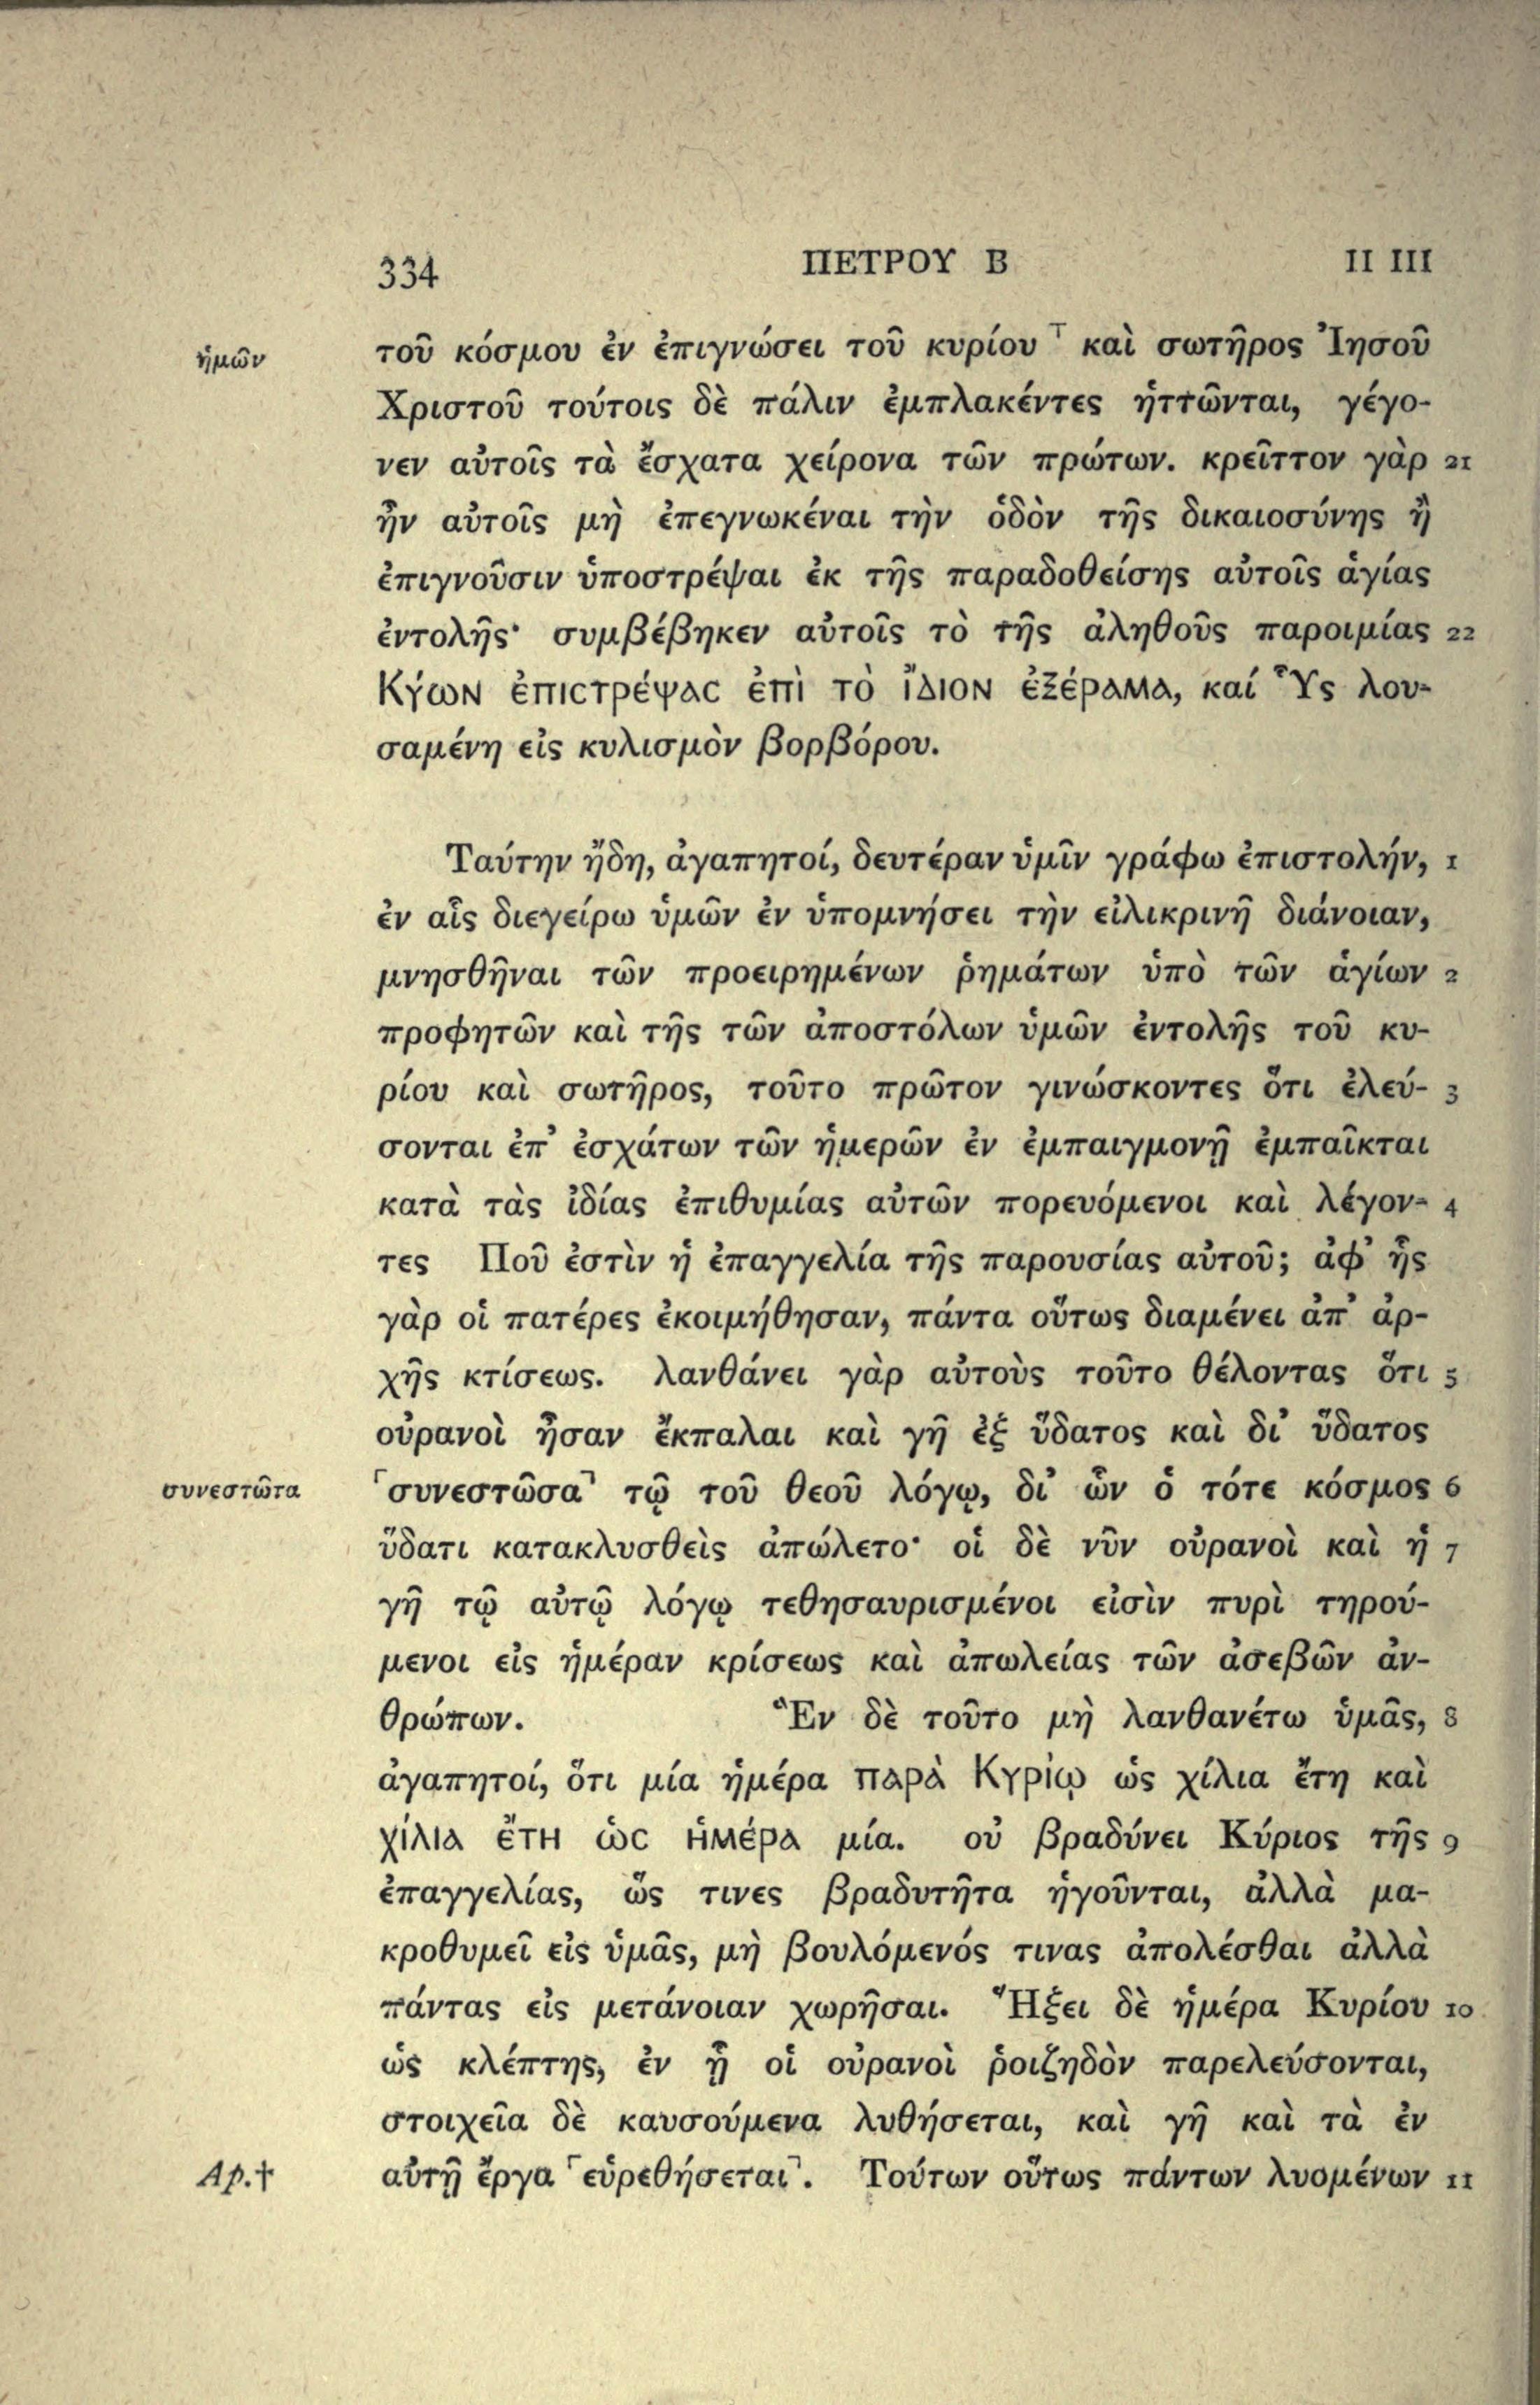 334 ΠΕΤΡΟΥ Β II III
ἡμῶν τοῦ κόσμου ἐν ἐπιγνώσει τοῦ κυρίου ⸆ καὶ σωτῆρος Ἰησοῦ
Χριστοῦ τούτοις δὲ πάλιν ἐμπλακέντες ἡττῶνται, γέγο-
νεν αὐτοῖς τὰ ἔσχατα χείρονα τῶν πρώτων. κρεῖττον γὰρ 21
ἦν αὐτοῖς μὴ ἐπεγνωκέναι τὴν ὁδὸν τῆς δικαιοσύνης ἢ
ἐπιγνοῦσιν ὑποστρέψαι ἐκ τῆς παραδοθείσης αὐτοῖς ἁγίας
ἐντολῆς· συμβέβηκεν αὐτοῖς τὸ τῆς ἀληθοῦς παροιμίας 22
Κύων ἐπιϲτρέψαϲ ἐπὶ τὸ ἴδιον ἐξέραμα, καί Ὗς λου-
σαμένη εἰς κυλισμὸν βορβόρου.
Ταύτην ἤδη, ἀγαπητοί, δευτέραν ὑμῖν γράφω ἐπιστολήν, 1
ἐν αἷς διεγείρω ὑμῶν ἐν ὑπομνήσει τὴν εἰλικρινῆ διάνοιαν,
μνησθῆναι τῶν προειρημένων ῥημάτων ὑπὸ τῶν ἁγίων 2
προφητῶν καὶ τῆς τῶν ἀποστόλων ὑμῶν ἐντολῆς τοῦ κυ-
ρίου καὶ σωτῆρος, τοῦτο πρῶτον γινώσκοντες ὅτι ἐλεύ- 3
σονται ἐπ᾽ ἐσχάτων τῶν ἡμερῶν ἐν ἐμπαιγμονῇ ἐμπαῖκται
κατὰ τὰς ἰδίας ἐπιθυμίας αὐτῶν πορευόμενοι καὶ λέγον- 4
τες Ποῦ ἐστὶν ἡ ἐπαγγελία τῆς παρουσίας αὐτοῦ; ἀφ᾽ ἧς
γὰρ οἱ πατέρες ἐκοιμήθησαν, πάντα οὕτως διαμένει ἀπ᾽ ἀρ-
χῆς κτίσεως. λανθάνει γὰρ αὐτοὺς τοῦτο θέλοντας ὅτι 5
οὐρανοὶ ἦσαν ἔκπαλαι καὶ γῆ ἐξ ὕδατος καὶ δι᾽ ὕδατος
συνεστῶτα ⸀συνεστῶσα⸃ τῷ τοῦ θεοῦ λόγῳ, δι᾽ ὧν ὁ τότε κόσμος 6
ὕδατι κατακλυσθεὶς ἀπώλετο· οἱ δὲ νῦν οὐρανοὶ καὶ ἡ 7
γῆ τῷ αὐτῷ λόγῳ τεθησαυρισμένοι εἰσὶν πυρὶ τηρού-
μενοι εἰς ἡμέραν κρίσεως καὶ ἀπωλείας τῶν ἀσεβῶν ἀν-
θρώπων. Ἓν δὲ τοῦτο μὴ λανθανέτω ὑμᾶς, 8
ἀγαπητοί, ὅτι μία ἡμέρα παρὰ Κυρίῳ ὡς χίλια ἔτη καὶ
χίλια ἔτη ὡϲ ἡμέρα μία. οὐ βραδύνει Κύριος τῆς 9
ἐπαγγελίας, ὥς τινες βραδυτῆτα ἡγοῦνται, ἀλλὰ μα-
κροθυμεῖ εἰς ὑμᾶς, μὴ βουλόμενός τινας ἀπολέσθαι ἀλλὰ
πάντας εἰς μετάνοιαν χωρῆσαι. Ἥξει δὲ ἡμέρα Κυρίου 10
ὡς κλέπτης, ἐν ᾗ οἱ οὐρανοὶ ῥοιζηδὸν παρελεύσονται,
στοιχεῖα δὲ καυσούμενα λυθήσεται, καὶ γῆ καὶ τὰ ἐν
Ap.† αὐτῇ ἔργα ⸀εὑρεθήσεται⸃. Τούτων οὕτως πάντων λυομένων 11